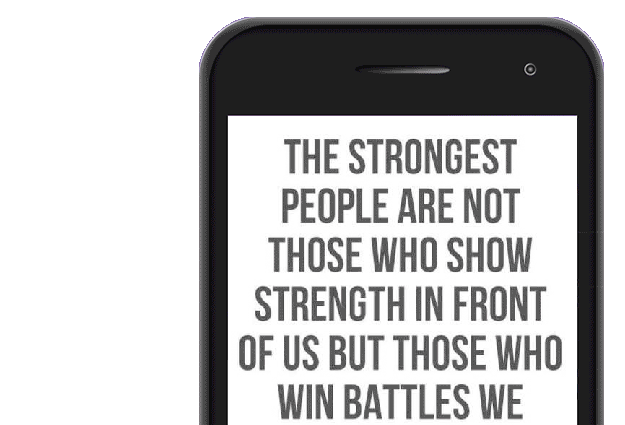 THE STRONGEST
PEOPLE ARE NOT
THOSE WHO SHOW
STRENGTH IN FRONT
OF US BUT THOSE WHO
WIN BATTLES WE